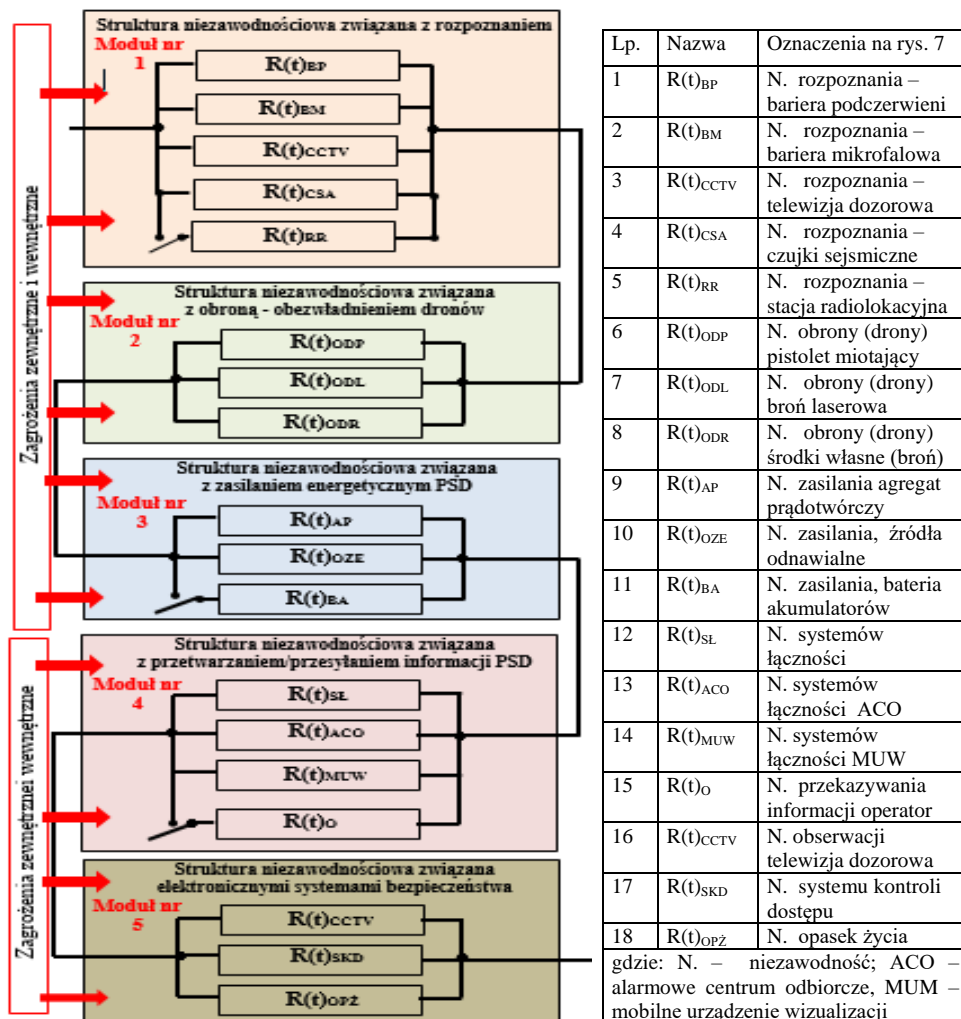 Zagrożenia zewnętrzne i wewnętrzne
Struktura niezawodnościowa związana z rozpoznaniem
Moduł nr
1
R(t)BP
R(t)BM
R(t)CCTV
R(t)CSA
R(t)RR
Struktura niezawodnościowa związana
z obroną - obezwładnieniem dronów
Moduł nr
2
R(t)ODP
R(t)ODL
R(t)ODR
Struktura niezawodnościowa związana
z zasilaniem energetycznym PSD
Moduł nr
3
R(t)AP
R(t)OZE
R(t)BA
Zagrożenia zewnętrznei wewnętrzne
Struktura niezawodnościowa związana
z przetwarzaniem/przesyłaniem informacji PSD
Moduł nr
4
R(t)SŁ
R(t)ACO
R(t)MUW
R(t)O
Struktura niezawodnościowa związana
elektronicznymi systemami bezpieczeństwa
Moduł nr
5
R(t)CCTV
R(t)SKD
R(t)OPŻ
Lp. Nazwa Oznaczenia na rys. 7
1 R(t)BP N. rozpoznania –
bariera podczerwieni
2 R(t)BM N. rozpoznania –
bariera mikrofalowa
3 R(t)CCTV N. rozpoznania –
telewizja dozorowa
4 R(t)CSA N. rozpoznania –
czujki sejsmiczne
5 R(t)RR N. rozpoznania –
stacja radiolokacyjna
6 R(t)ODP N. obrony (drony)
pistolet miotający
7 R(t)ODL N. obrony (drony)
broń laserowa
8 R(t)ODR N. obrony (drony)
środki własne (broń)
9 R(t)AP N. zasilania agregat
prądotwórczy
10 R(t)OZE N. zasilania, źródła
odnawialne
11 R(t)BA N. zasilania, bateria
akumulatorów
12 R(t)SŁ N. systemów
łączności
13 R(t)ACO N. systemów
łączności ACO
14 R(t)MUW N. systemów
łączności MUW
15 R(t)O N. przekazywania
informacji operator
16 R(t)CCTV N. obserwacji
telewizja dozorowa
17 R(t)SKD N. systemu kontroli
dostępu
18 R(t)OPŻ N. opasek życia
gdzie: N. – niezawodność; ACO –
alarmowe centrum odbiorcze, MUM –
mobilne urządzenie wizualizacji